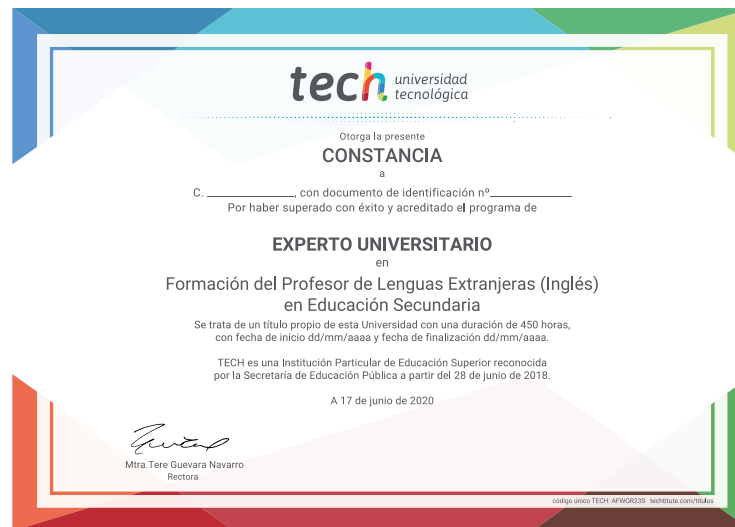 tech universidad
tecnológica
Otorga la presente
CONSTANCIA
a
C. ________________, con documento de identificación nº________________
Por haber superado con éxito y acreditado el programa de
EXPERTO UNIVERSITARIO
en
Formación del Profesor de Lenguas Extranjeras (Inglés)
en Educación Secundaria
Se trata de un título propio de esta Universidad con una duración de 450 horas,
con fecha de inicio dd/mm/aaaa y fecha de finalización dd/mm/aaaa.
TECH es una Institución Particular de Educación Superior reconocida
por la Secretaría de Educación Pública a partir del 28 de junio de 2018.
A 17 de junio de 2020
Mtra.Tere Guevara Navarro
Rectora
código único TECH: AFWOR23S techtitute.com/titulos